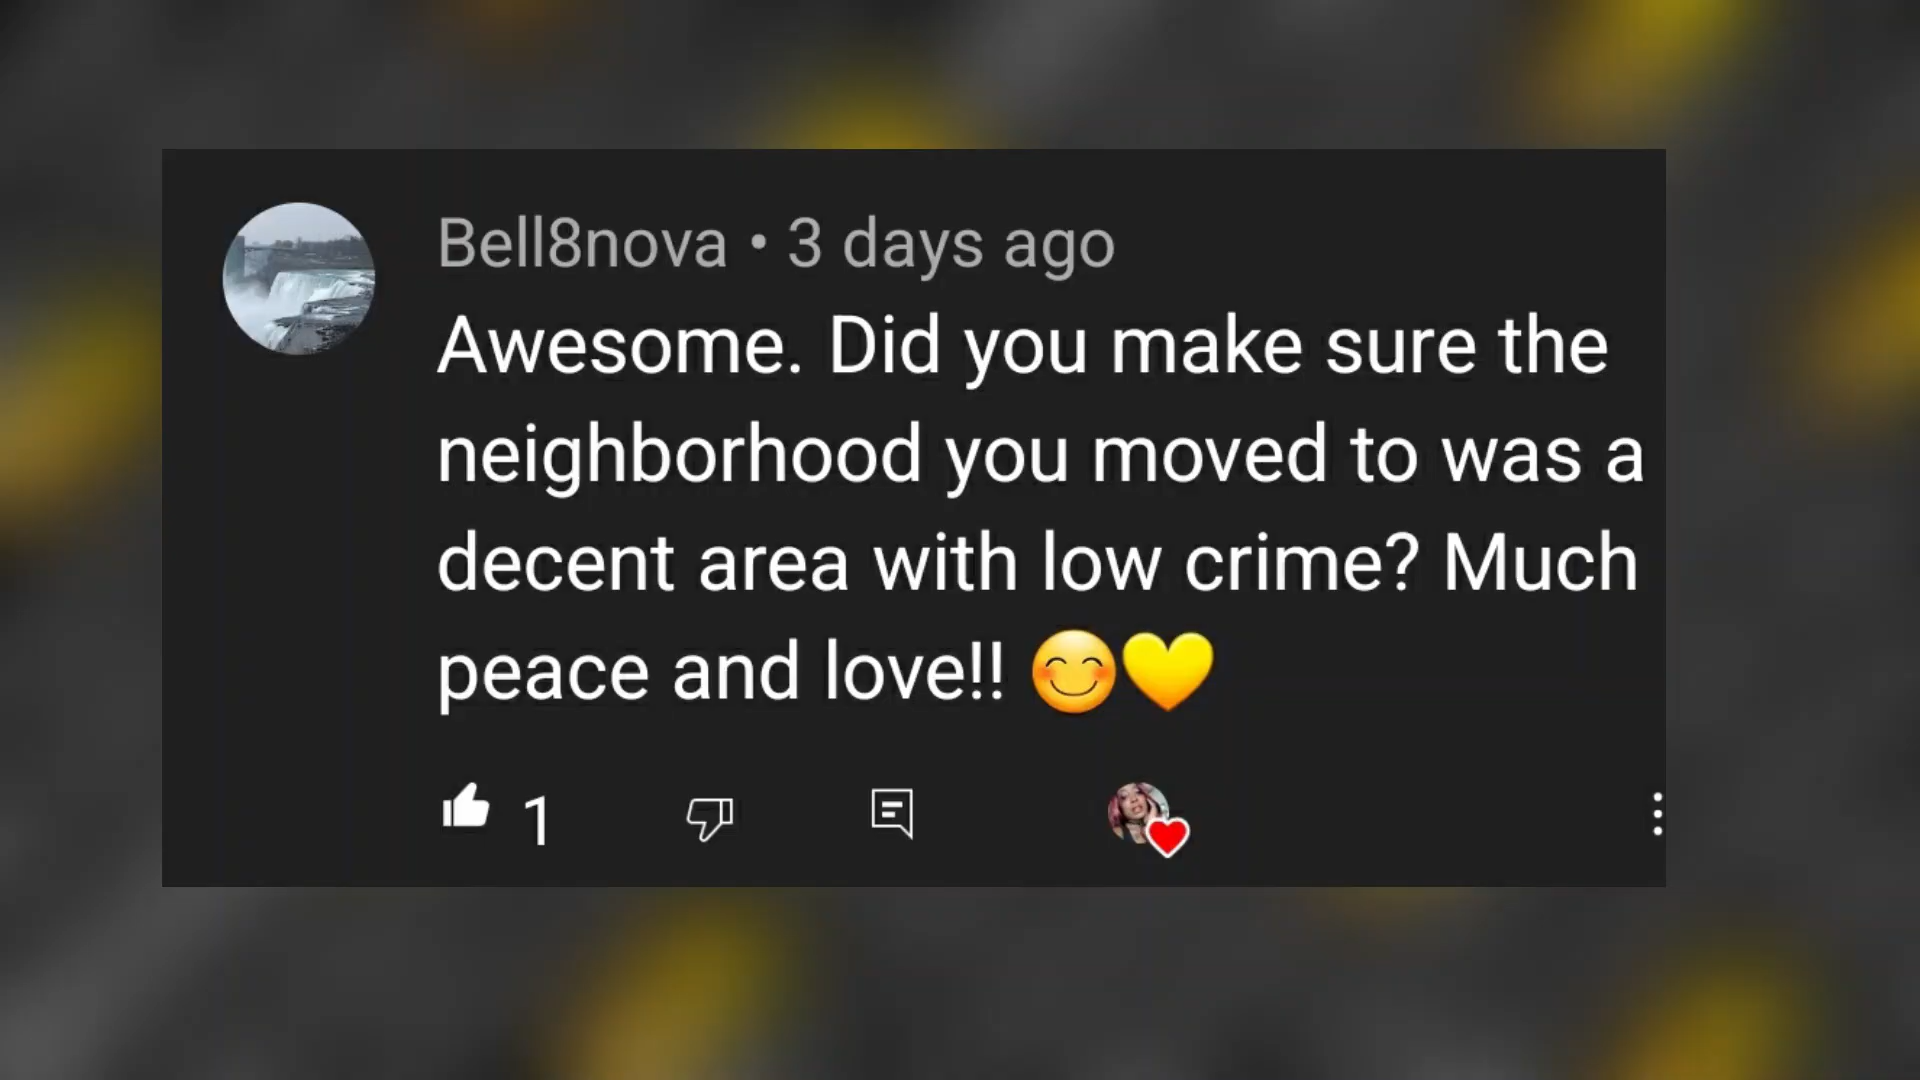 Bell8nova • 3 days ago
Awesome. Did you make sure the
neighborhood you moved to was a
decent area with low crime? Much
peace and love!! 😊💛
1